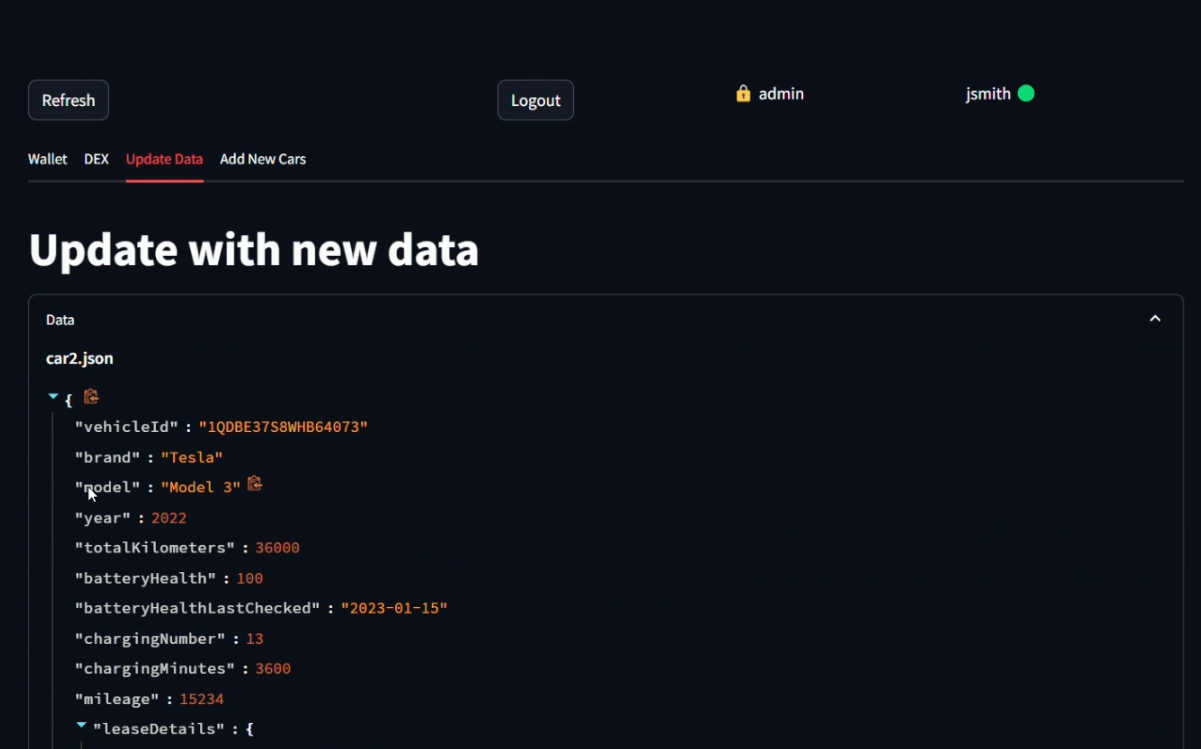 Refresh
Logout
admin
jsmith
Wallet DEX Update Data Add New Cars
Update with new data
Data
car2.json
{
"vehicleId" : "1QDBE37S8WHB64073"
"brand" : "Tesla"
"model" : "Model 3"
"year" : 2022
"totalKilometers" : 36000
"batteryHealth" : 100
"batteryHealthLastChecked" : "2023-01-15"
"chargingNumber" : 13
"chargingMinutes" : 3600
"mileage" : 15234
"leaseDetails" : {